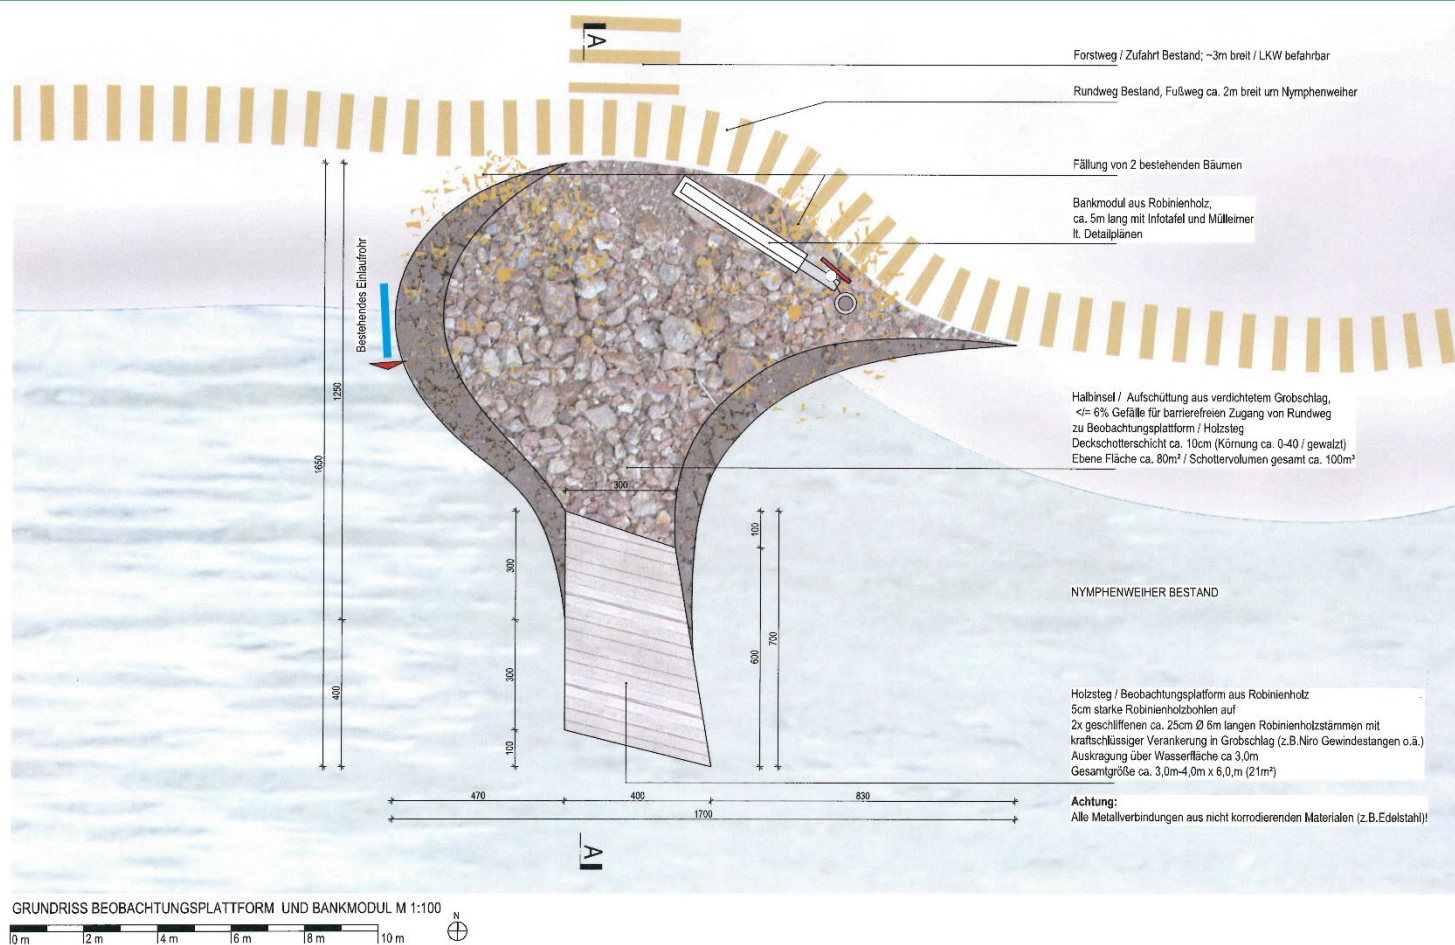 A
Forstweg / Zufahrt Bestand; ~3m breit / LKW befahrbar
Rundweg Bestand, Fußweg ca. 2m breit um Nymphenweiher
Fällung von 2 bestehenden Bäumen
Bankmodul aus Robinienholz,
ca. 5m lang mit Infotafel und Mülleimer
lt. Detailplänen
Bestehendes Einlaufrohr
1250
1650
Halbinsel / Aufschüttung aus verdichtetem Grobschlag,
</= 6% Gefälle für barrierefreien Zugang von Rundweg
zu Beobachtungsplattform / Holzsteg
Deckschotterschicht ca. 10cm (Körnung ca. 0-40 / gewalzt)
Ebene Fläche ca. 80m² / Schottervolumen gesamt ca. 100m³
300
300
100
NYMPHENWEIHER BESTAND
700
600
300
400
100
Holzsteg / Beobachtungsplatform aus Robinienholz
5cm starke Robinienholzbohlen auf
2x geschliffenen ca. 25cm Ø 6m langen Robinienholzstämmen mit
kraftschlüssiger Verankerung in Grobschlag (z.B.Niro Gewindestangen o.ä.)
Auskragung über Wasserfläche ca 3,0m
Gesamtgröße ca. 3,0m-4,0m x 6,0,m (21m²)
470
400
830
1700
Achtung:
Alle Metallverbindungen aus nicht korrodierenden Materialen (z.B.Edelstahl)!
A
GRUNDRISS BEOBACHTUNGSPLATTFORM UND BANKMODUL M 1:100
N
0 m
2 m
4 m
6 m
8 m
10 m